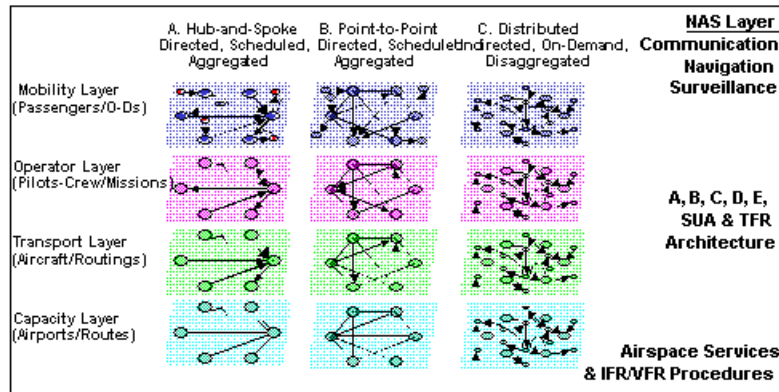 A. Hub-and-Spoke
Directed, Scheduled,
Aggregated
B. Point-to-Point
Directed, Scheduled
Aggregated
C. Distributed
Undirected, On-Demand,
Disaggregated
NAS Layer
Communication
Navigation
Surveillance
Mobility Layer
(Passengers/O-Ds)
Operator Layer
(Pilots-Crew/Missions)
A, B, C, D, E,
SUA & TFR
Architecture
Transport Layer
(Aircraft/Routings)
Capacity Layer
(Airports/Routes)
Airspace Services
& IFR/VFR Procedures